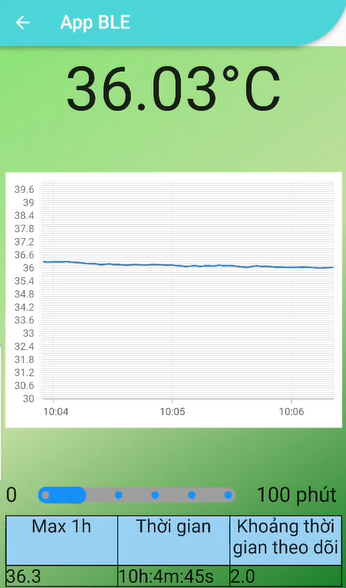 App BLE
36.03°C
39.6
39
38.4
37.8
37.2
36.6
36
35.4
34.8
34.2
33.6
33
32.4
31.8
31.2
30.6
30
10:04 10:05 10:06
0 100 phút
Max 1h Thời gian Khoảng thời
gian theo dõi
36.3 10h:4m:45s 2.0